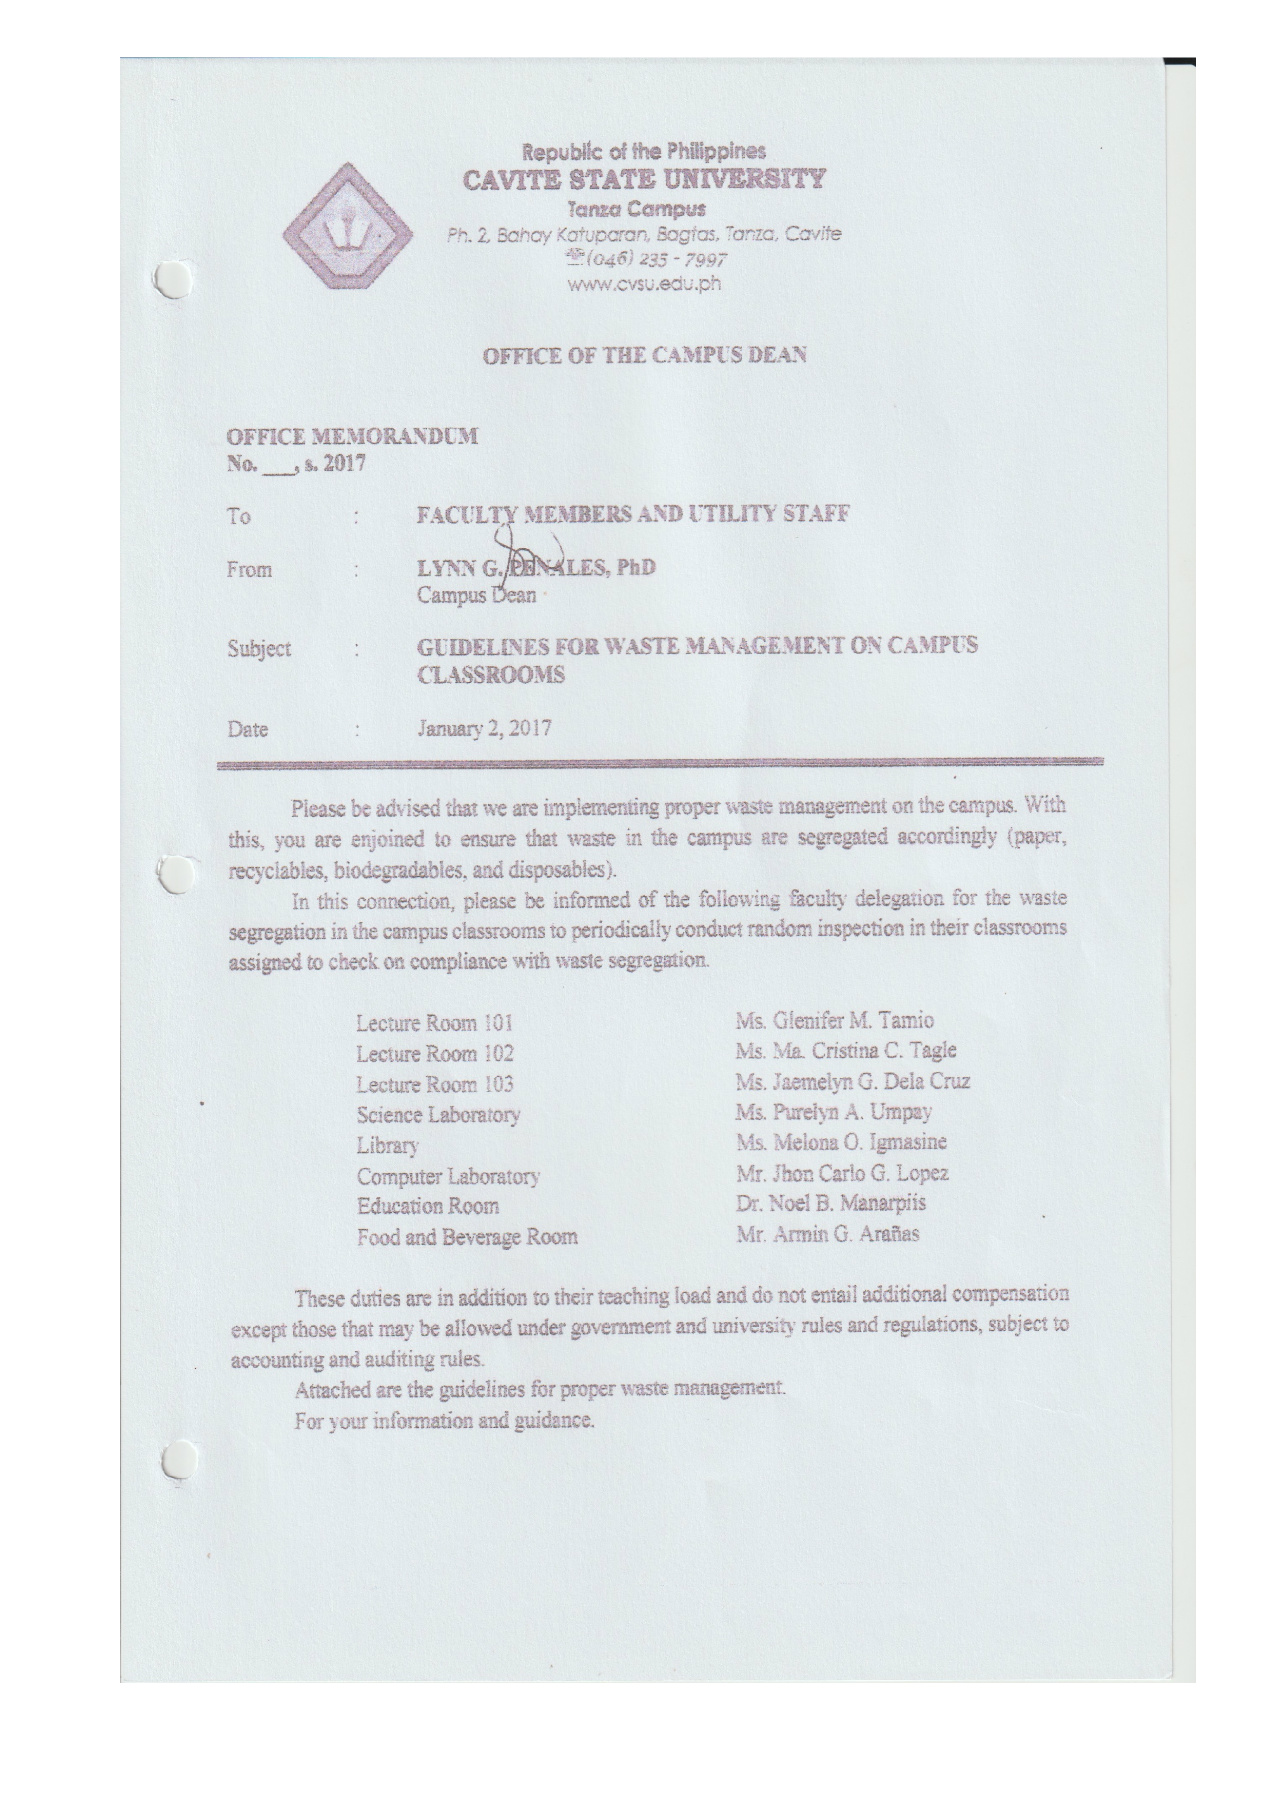 Republic of the Philippines
CAVITE STATE UNIVERSITY
Tanza Campus
Ph. 2, Bahay Katuparan, Bagtas, Tanza, Cavite
☏(046) 235 - 7997
www.cvsu.edu.ph
OFFICE OF THE CAMPUS DEAN
OFFICE MEMORANDUM
No. ___, s. 2017
To : FACULTY MEMBERS AND UTILITY STAFF
From : LYNN G. PENALES, PhD
Campus Dean
Subject : GUIDELINES FOR WASTE MANAGEMENT ON CAMPUS
CLASSROOMS
Date : January 2, 2017
Please be advised that we are implementing proper waste management on the campus. With
this, you are enjoined to ensure that waste in the campus are segregated accordingly (paper,
recyclables, biodegradables, and disposables).
In this connection, please be informed of the following faculty delegation for the waste
segregation in the campus classrooms to periodically conduct random inspection in their classrooms
assigned to check on compliance with waste segregation.
Lecture Room 101 Ms. Glenifer M. Tamio
Lecture Room 102 Ms. Ma. Cristina C. Tagle
Lecture Room 103 Ms. Jaemelyn G. Dela Cruz
Science Laboratory Ms. Purelyn A. Umpay
Library Ms. Melona O. Igmasine
Computer Laboratory Mr. Jhon Carlo G. Lopez
Education Room Dr. Noel B. Manarpiis
Food and Beverage Room Mr. Armin G. Arañas
These duties are in addition to their teaching load and do not entail additional compensation
except those that may be allowed under government and university rules and regulations, subject to
accounting and auditing rules.
Attached are the guidelines for proper waste management.
For your information and guidance.